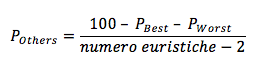 P_Others = (100 – P_Best – P_Worst) / (numero euristiche – 2)